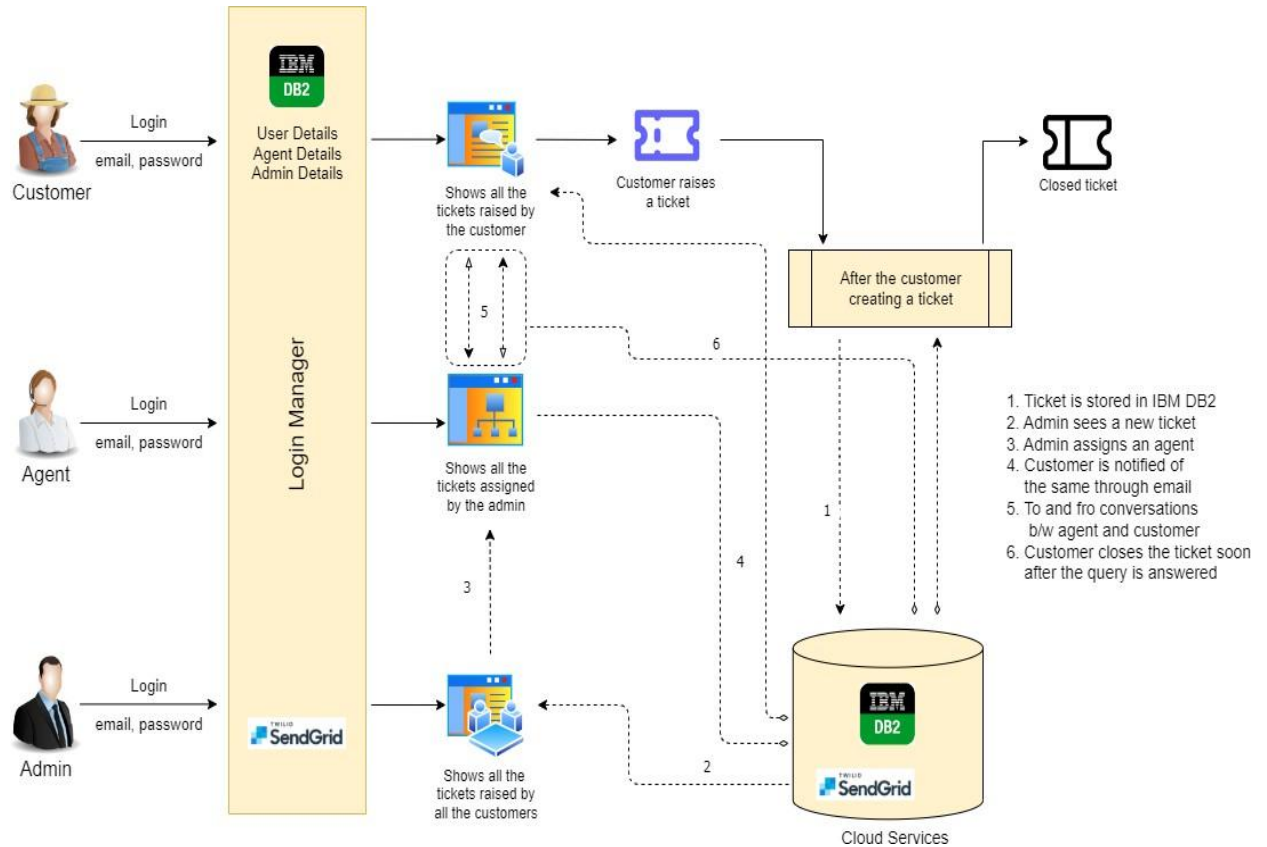 IBM
DB2
User Details
Agent Details
Admin Details
Login Manager
TWILIO
SendGrid
Login
email, password
Customer
Login
email, password
Agent
Login
email, password
Admin
Shows all the
tickets raised by
the customer
Customer raises
a ticket
Closed ticket
After the customer
creating a ticket
5
6
Shows all the
tickets assigned
by the admin
1
4
3
2
Shows all the
tickets raised by
all the customers
1. Ticket is stored in IBM DB2
2. Admin sees a new ticket
3. Admin assigns an agent
4. Customer is notified of
the same through email
5. To and fro conversations
b/w agent and customer
6. Customer closes the ticket soon
after the query is answered
IBM
DB2
TWILIO
SendGrid
Cloud Services